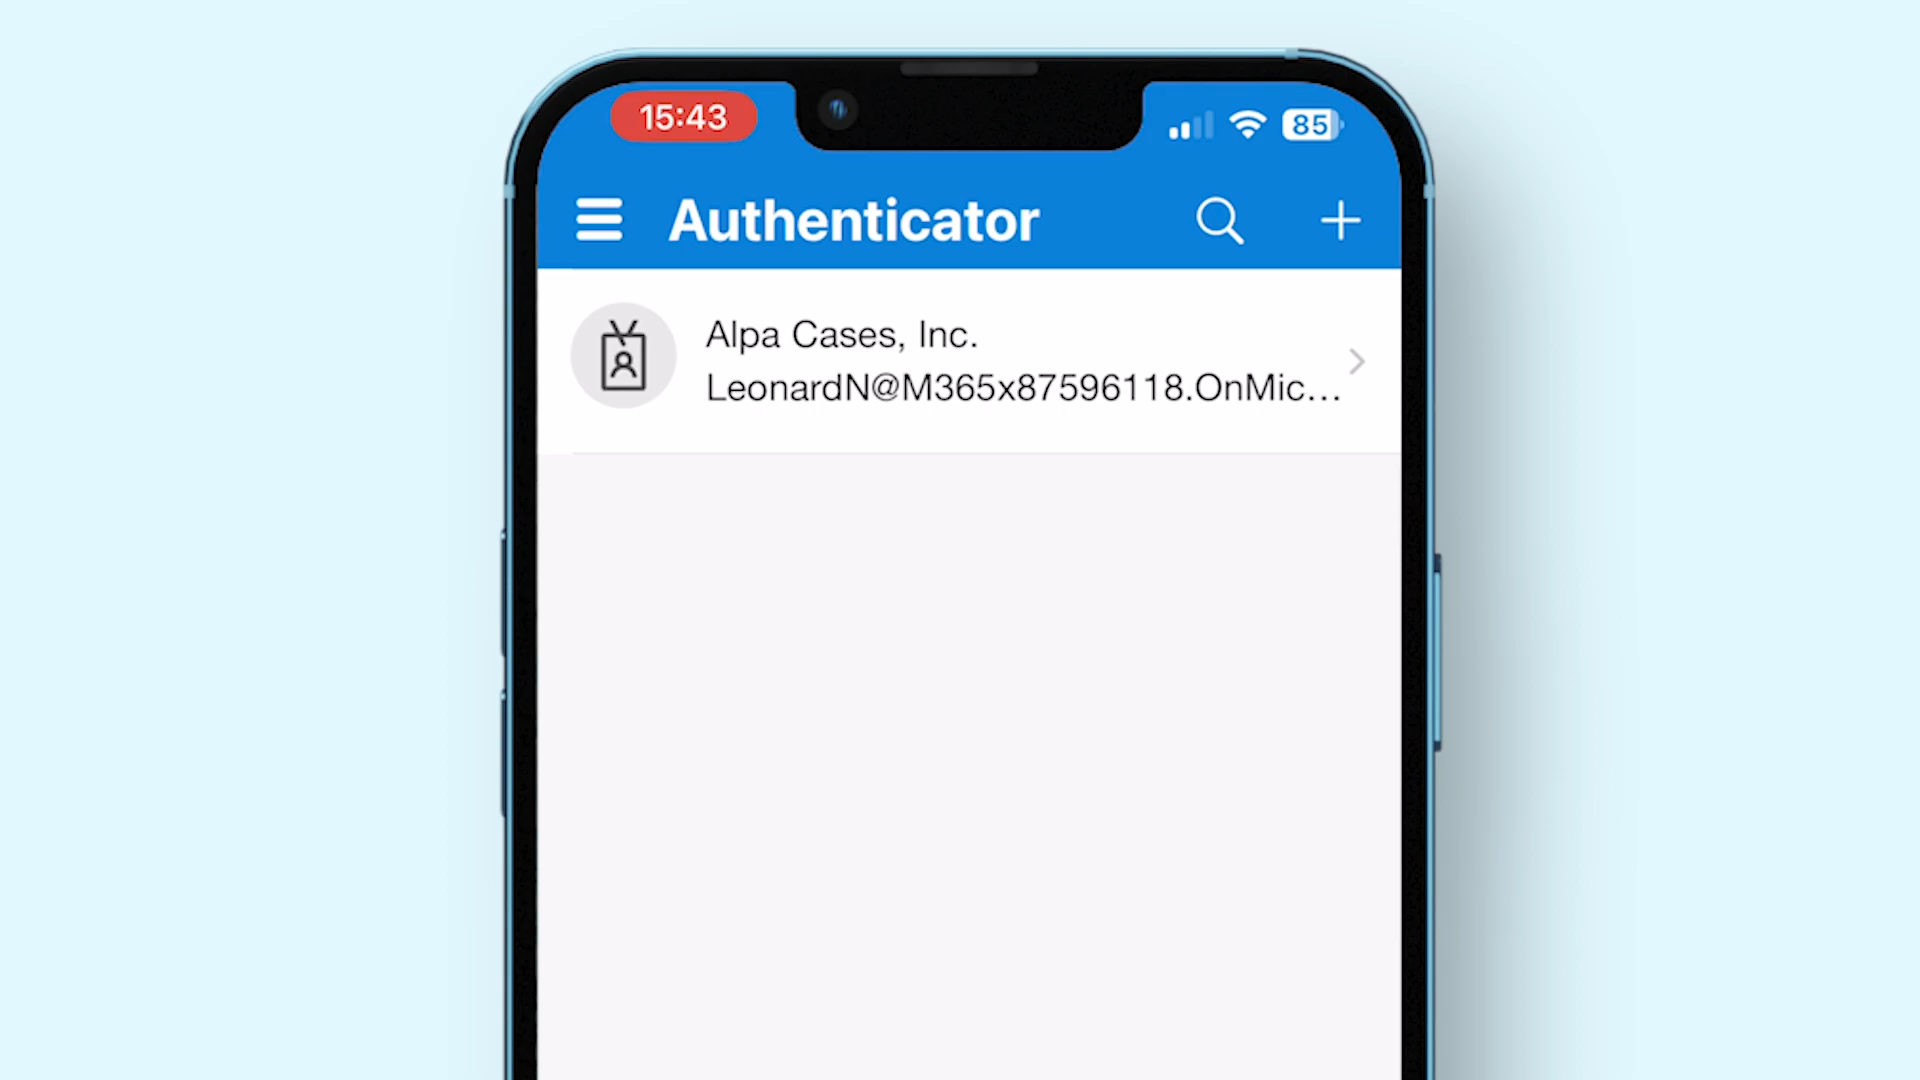 15:43
85
Authenticator
Alpa Cases, Inc.
LeonardN@M365x87596118.OnMic...